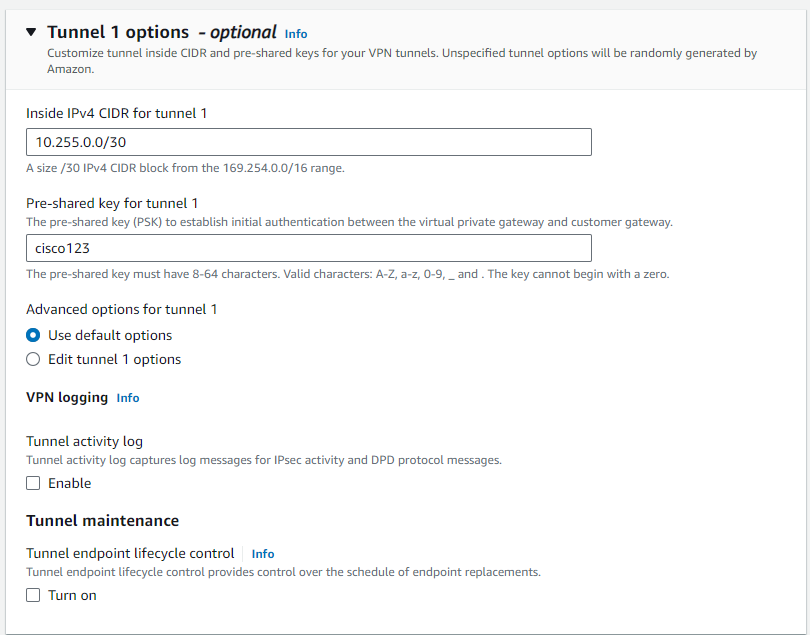 Tunnel 1 options - optional Info
Customize tunnel inside CIDR and pre-shared keys for your VPN tunnels. Unspecified tunnel options will be randomly generated by
Amazon.
Inside IPv4 CIDR for tunnel 1
10.255.0.0/30
A size /30 IPv4 CIDR block from the 169.254.0.0/16 range.
Pre-shared key for tunnel 1
The pre-shared key (PSK) to establish initial authentication between the virtual private gateway and customer gateway.
cisco123
The pre-shared key must have 8-64 characters. Valid characters: A-Z, a-z, 0-9, _ and . The key cannot begin with a zero.
Advanced options for tunnel 1
Use default options
Edit tunnel 1 options
VPN logging Info
Tunnel activity log
Tunnel activity log captures log messages for IPsec activity and DPD protocol messages.
Enable
Tunnel maintenance
Tunnel endpoint lifecycle control Info
Tunnel endpoint lifecycle control provides control over the schedule of endpoint replacements.
Turn on